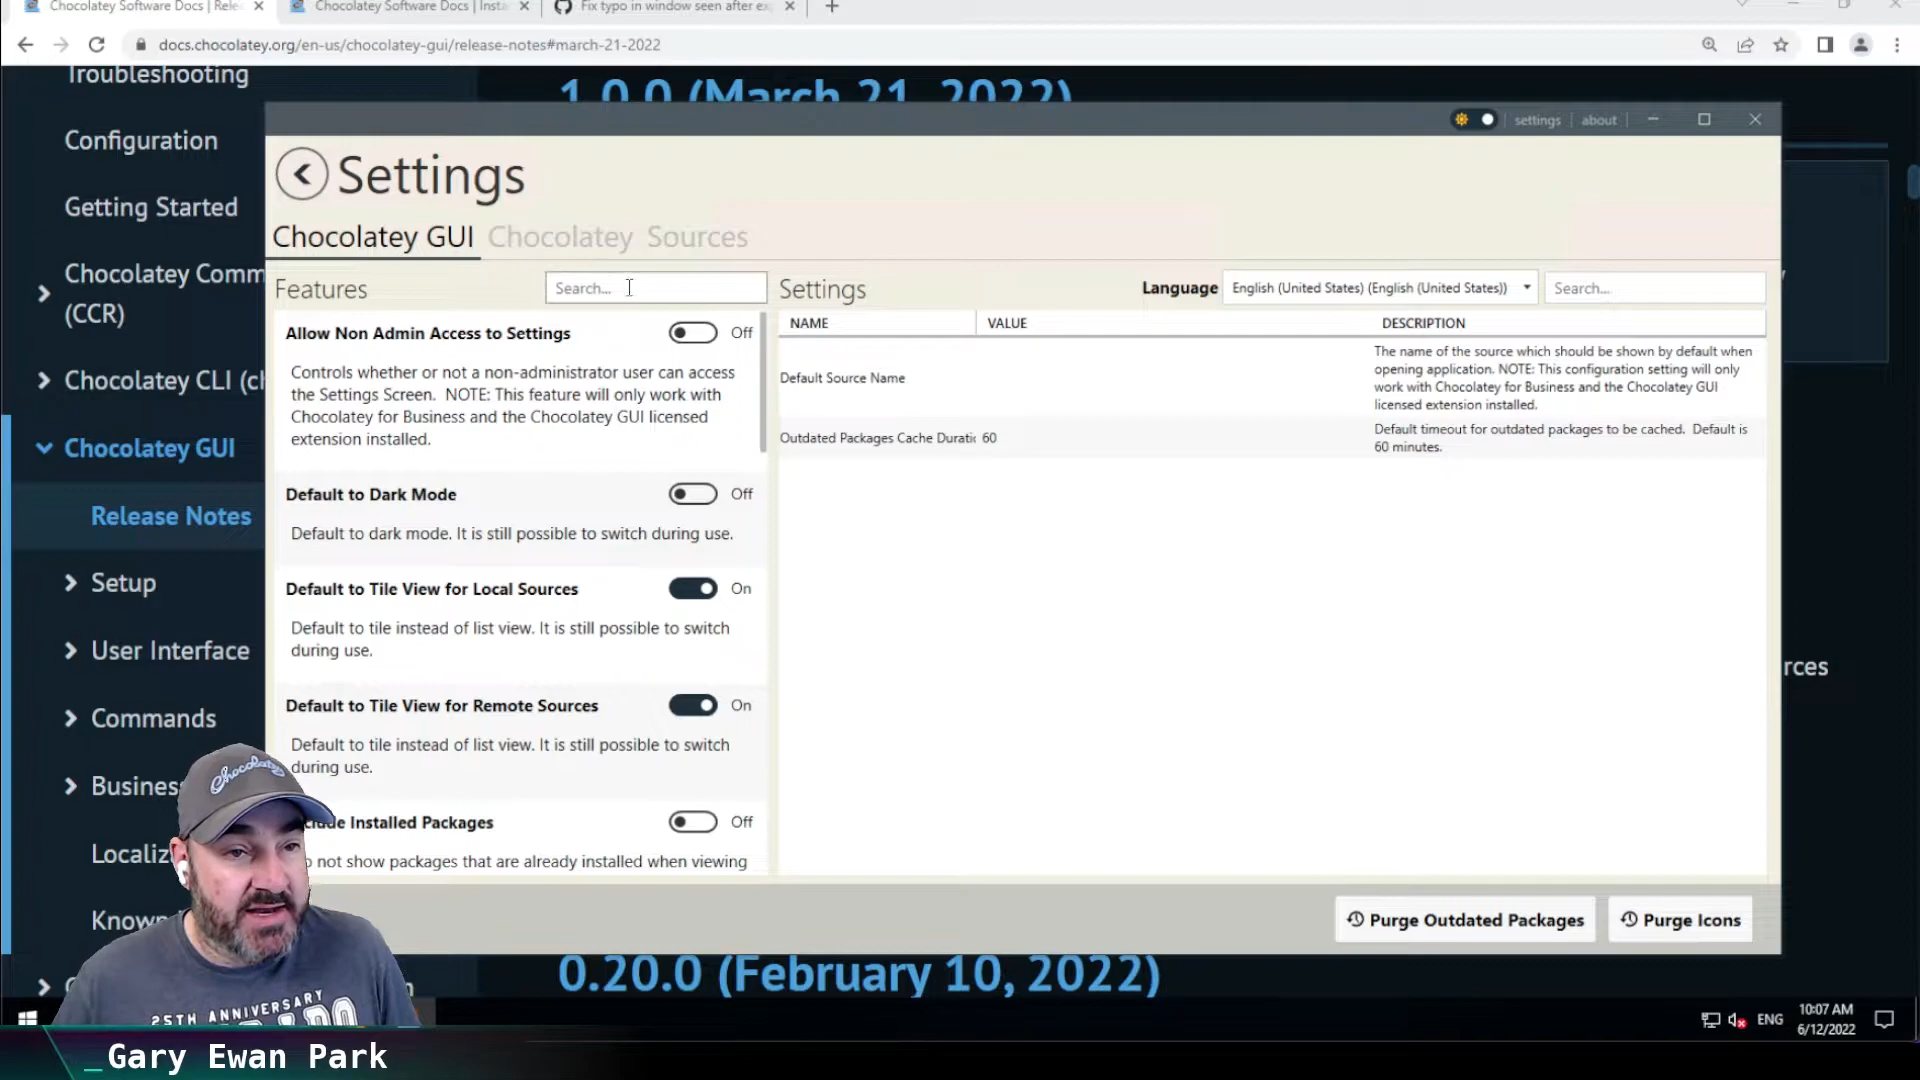 Chocolatey Software Docs | Rele
Chocolatey Software Docs | Insta
Fix typo in window seen after ex
docs.chocolatey.org/en-us/chocolatey-gui/release-notes#march-21-2022
Troubleshooting
Configuration
Getting Started
Chocolatey Comm
(CCR)
Chocolatey CLI (c
Chocolatey GUI
Release Notes
Setup
User Interface
Commands
Business
Localiz
Know
1.0.0 (March 21, 2022)
settings
about
Settings
Chocolatey GUI
Chocolatey
Sources
Features
Search...
Settings
Language
English (United States) (English (United States))
Search...
Allow Non Admin Access to Settings
Off
Controls whether or not a non-administrator user can access
the Settings Screen. NOTE: This feature will only work with
Chocolatey for Business and the Chocolatey GUI licensed
extension installed.
Default to Dark Mode
Off
Default to dark mode. It is still possible to switch during use.
Default to Tile View for Local Sources
On
Default to tile instead of list view. It is still possible to switch
during use.
Default to Tile View for Remote Sources
On
Default to tile instead of list view. It is still possible to switch
during use.
clude Installed Packages
Off
o not show packages that are already installed when viewing
NAME
VALUE
DESCRIPTION
Default Source Name
The name of the source which should be shown by default when
opening application. NOTE: This configuration setting will only
work with Chocolatey for Business and the Chocolatey GUI
licensed extension installed.
Outdated Packages Cache Duratic
60
Default timeout for outdated packages to be cached. Default is
60 minutes.
rces
Purge Outdated Packages
Purge Icons
0.20.0 (February 10, 2022)
Chocolatey
25TH ANNIVERSARY
ENG
10:07 AM
6/12/2022
_Gary Ewan Park